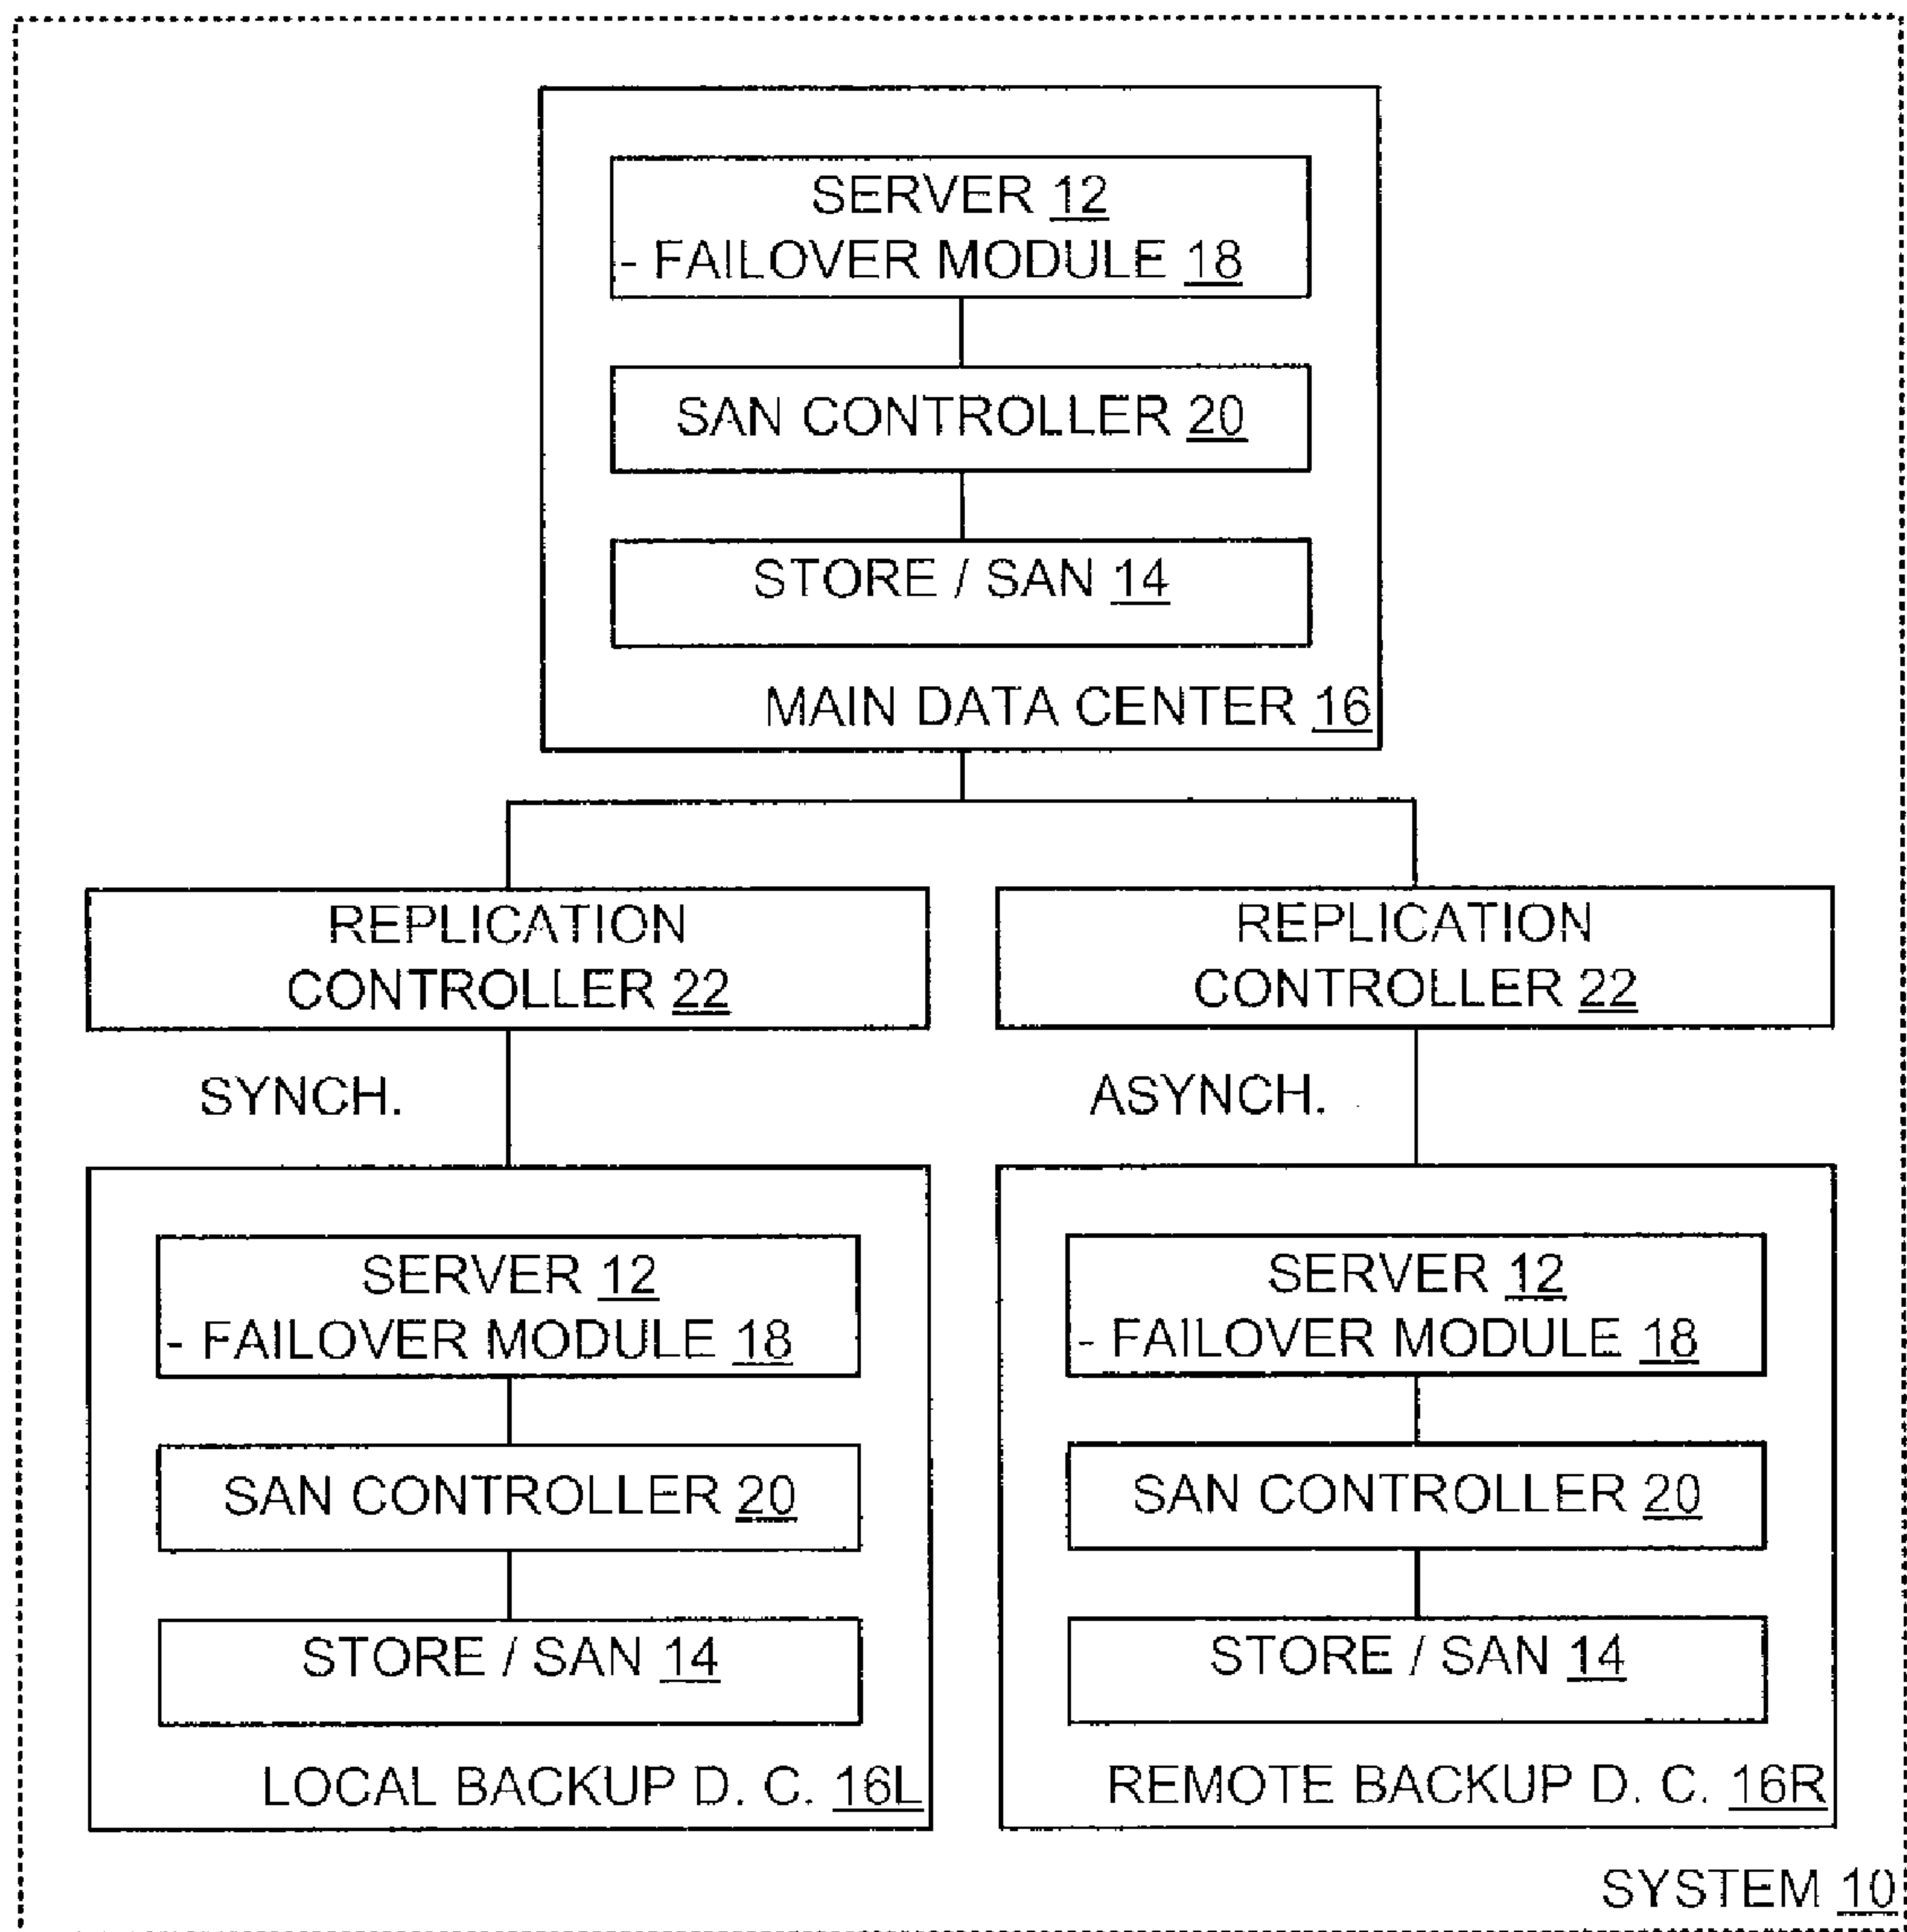 SERVER 12
- FAILOVER MODULE 18
SAN CONTROLLER 20
STORE / SAN 14
MAIN DATA CENTER 16
REPLICATION
CONTROLLER 22
REPLICATION
CONTROLLER 22
SYNCH.
ASYNCH.
SERVER 12
- FAILOVER MODULE 18
SAN CONTROLLER 20
STORE / SAN 14
LOCAL BACKUP D. C. 16L
SERVER 12
- FAILOVER MODULE 18
SAN CONTROLLER 20
STORE / SAN 14
REMOTE BACKUP D. C. 16R
SYSTEM 10